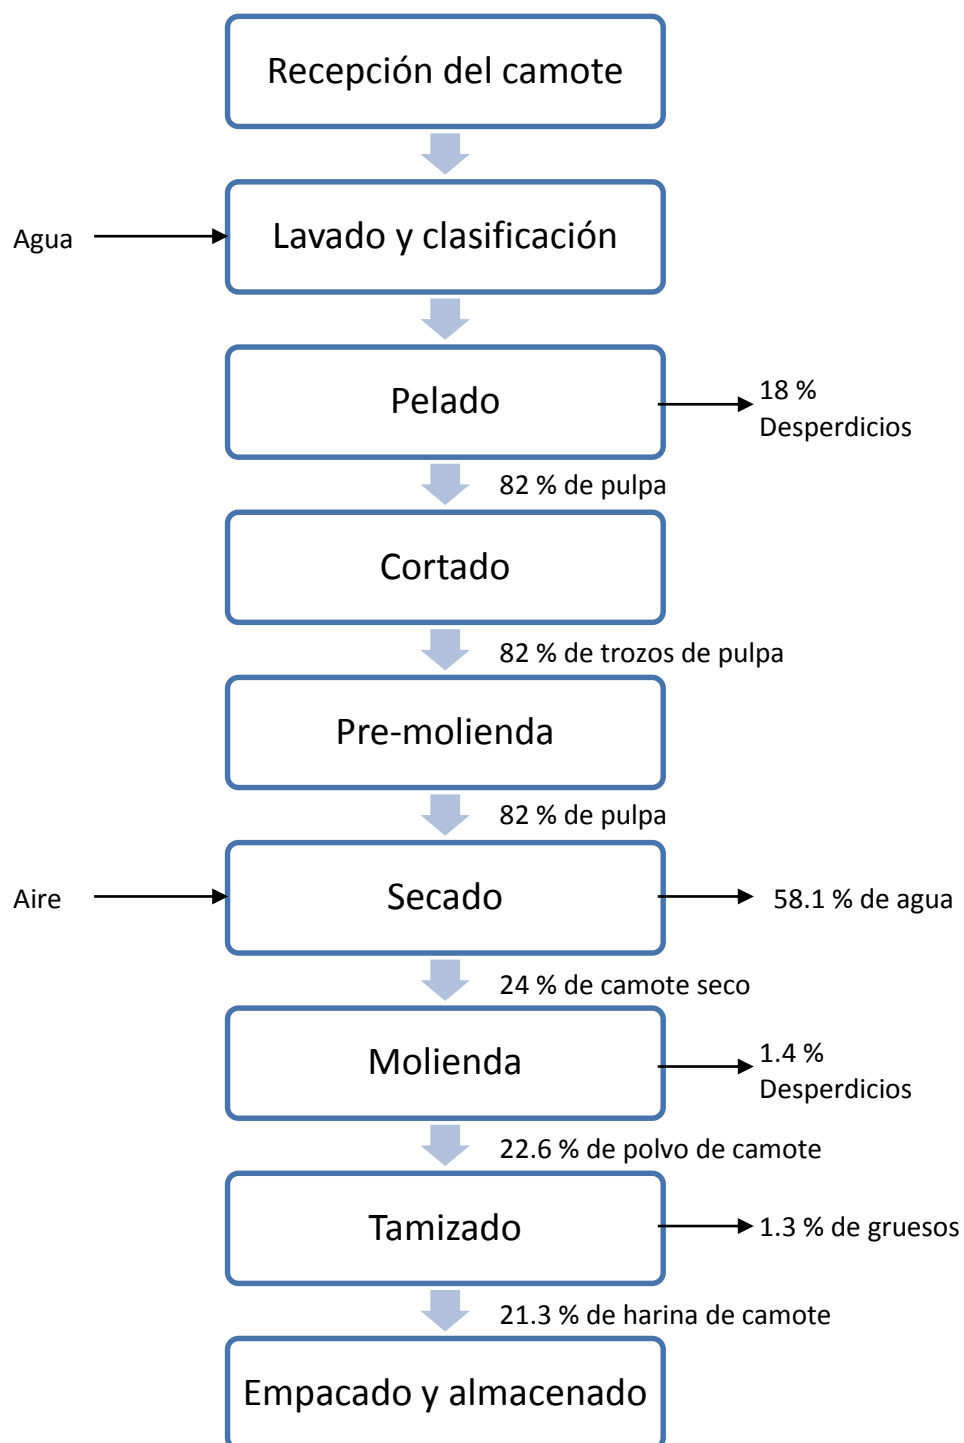 Recepción del camote
Agua
Lavado y clasificación
Pelado
18 %
Desperdicios
82 % de pulpa
Cortado
82 % de trozos de pulpa
Pre-molienda
82 % de pulpa
Aire
Secado
58.1 % de agua
24 % de camote seco
Molienda
1.4 %
Desperdicios
22.6 % de polvo de camote
Tamizado
1.3 % de gruesos
21.3 % de harina de camote
Empacado y almacenado